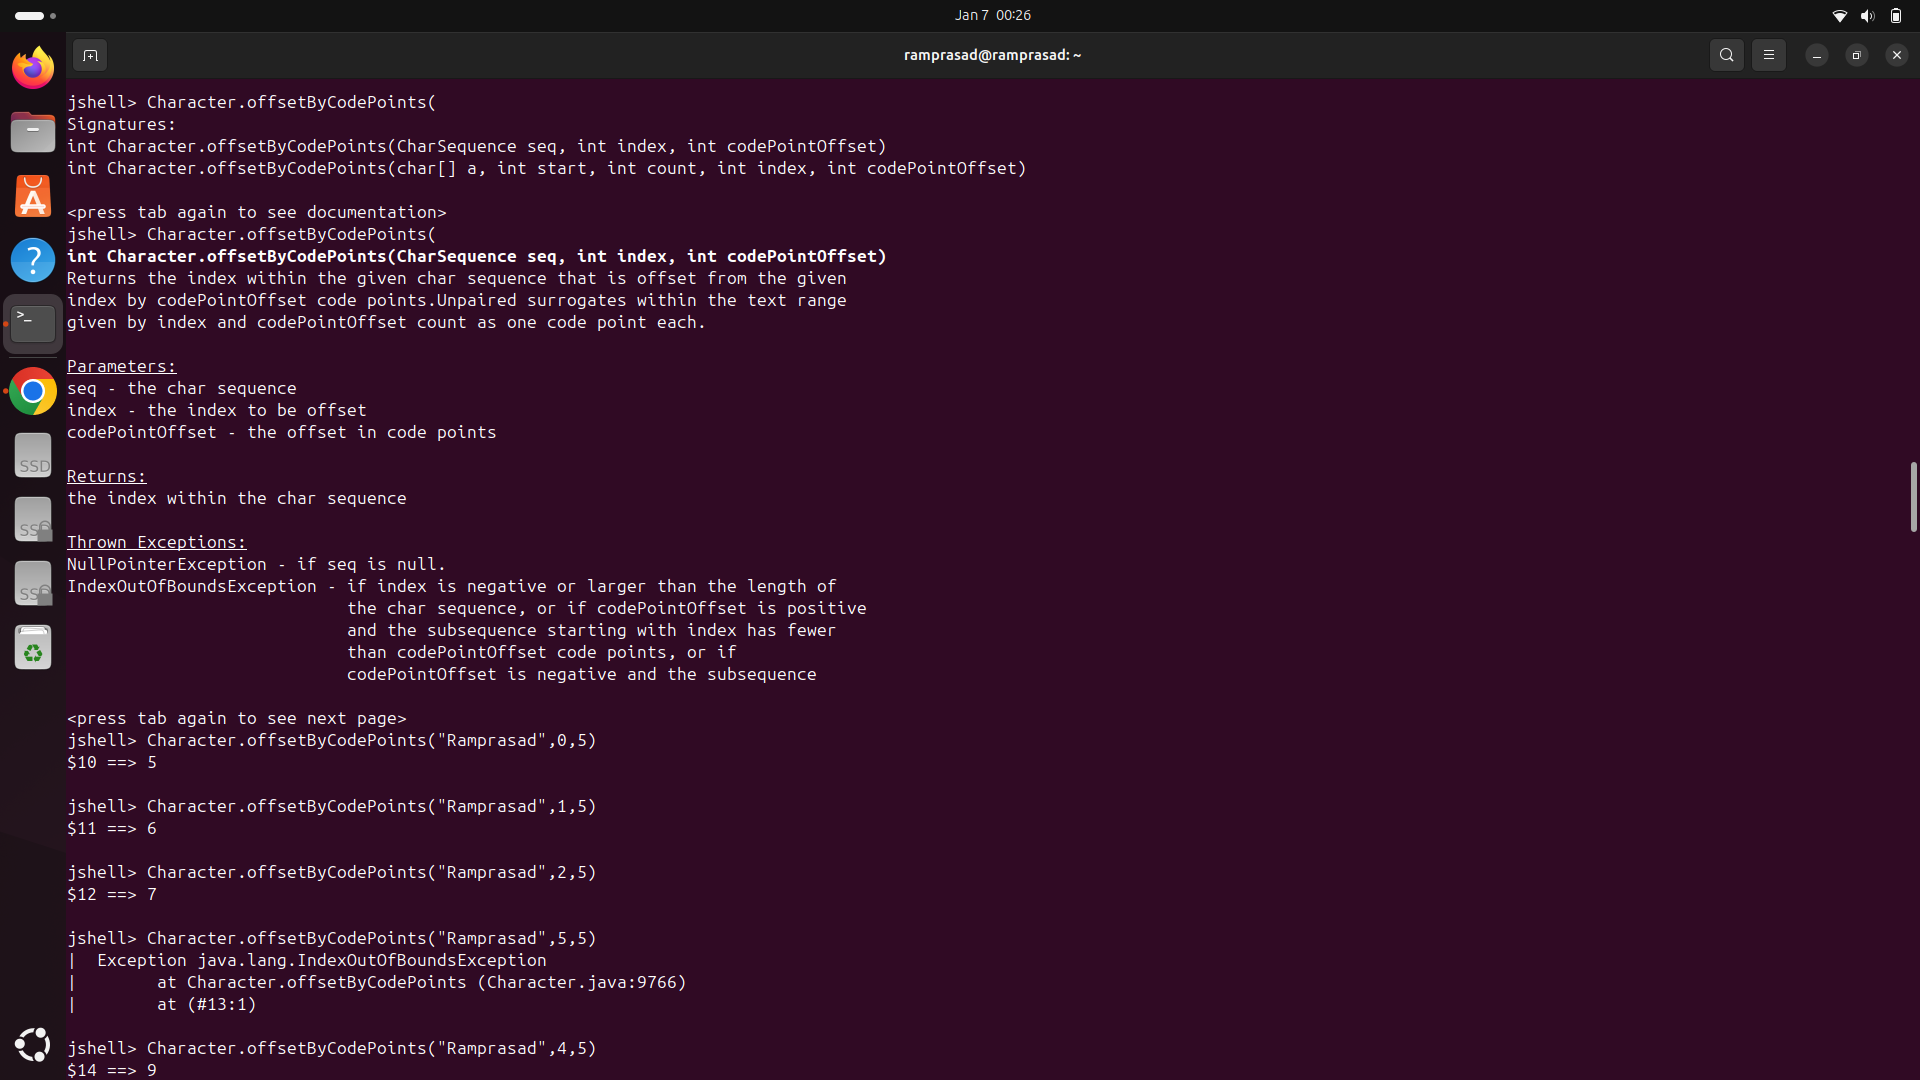 Jan 7 00:26
ramprasad@ramprasad: ~
jshell> Character.offsetByCodePoints(
Signatures:
int Character.offsetByCodePoints(CharSequence seq, int index, int codePointOffset)
int Character.offsetByCodePoints(char[] a, int start, int count, int index, int codePointOffset)
<press tab again to see documentation>
jshell> Character.offsetByCodePoints(
int Character.offsetByCodePoints(CharSequence seq, int index, int codePointOffset)
Returns the index within the given char sequence that is offset from the given
index by codePointOffset code points.Unpaired surrogates within the text range
given by index and codePointOffset count as one code point each.
Parameters:
seq - the char sequence
index - the index to be offset
codePointOffset - the offset in code points
Returns:
the index within the char sequence
Thrown Exceptions:
NullPointerException - if seq is null.
IndexOutOfBoundsException - if index is negative or larger than the length of
the char sequence, or if codePointOffset is positive
and the subsequence starting with index has fewer
than codePointOffset code points, or if
codePointOffset is negative and the subsequence
<press tab again to see next page>
jshell> Character.offsetByCodePoints("Ramprasad",0,5)
$10 ==> 5
jshell> Character.offsetByCodePoints("Ramprasad",1,5)
$11 ==> 6
jshell> Character.offsetByCodePoints("Ramprasad",2,5)
$12 ==> 7
jshell> Character.offsetByCodePoints("Ramprasad",5,5)
|  Exception java.lang.IndexOutOfBoundsException
|        at Character.offsetByCodePoints (Character.java:9766)
|        at (#13:1)
jshell> Character.offsetByCodePoints("Ramprasad",4,5)
$14 ==> 9
>_
SSD
SSD
SSD